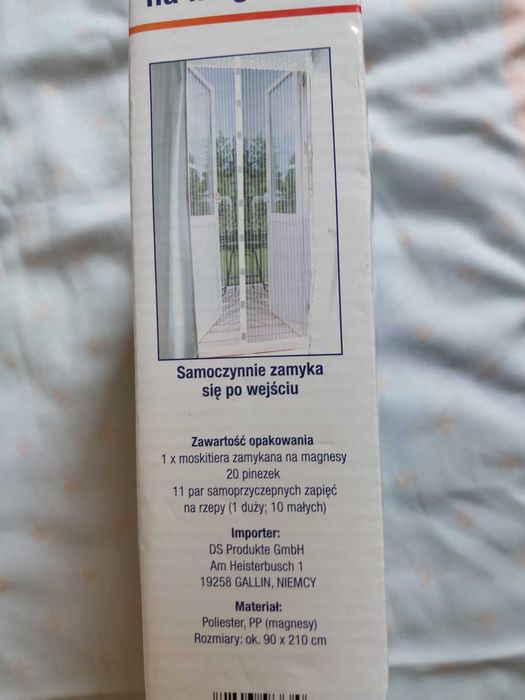 Samoczynnie zamyka
się po wejściu
Zawartość opakowania
1 x moskitiera zamykana na magnesy
20 pinezek
11 par samoprzyczepnych zapięć
na rzepy (1 duży; 10 małych)
Importer:
DS Produkte GmbH
Am Heisterbusch 1
19258 GALLIN, NIEMCY
Materiał:
Poliester, PP (magnesy)
Rozmiary: ok. 90 x 210 cm